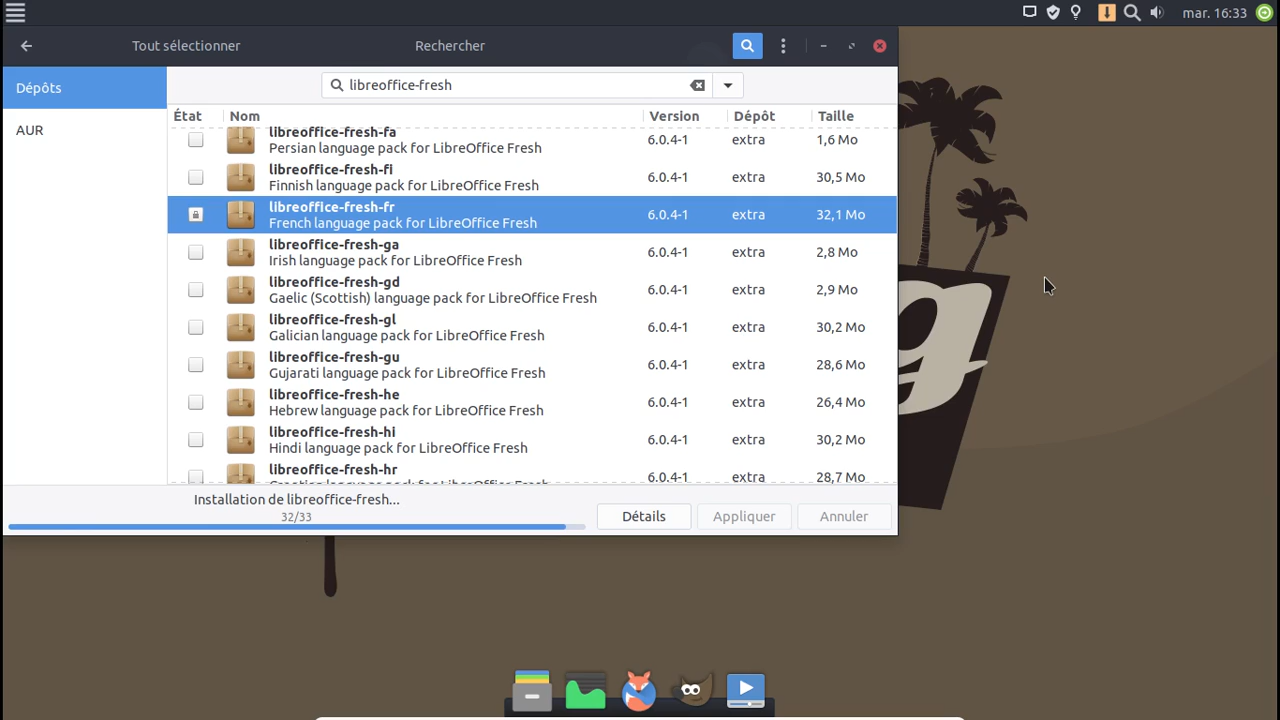 mar. 16:33
Tout sélectionner
Rechercher
Dépôts
AUR
libreoffice-fresh
État Nom Version Dépôt Taille
libreoffice-fresh-fa
Persian language pack for LibreOffice Fresh
6.0.4-1 extra 1,6 Mo
libreoffice-fresh-fi
Finnish language pack for LibreOffice Fresh
6.0.4-1 extra 30,5 Mo
libreoffice-fresh-fr
French language pack for LibreOffice Fresh
6.0.4-1 extra 32,1 Mo
libreoffice-fresh-ga
Irish language pack for LibreOffice Fresh
6.0.4-1 extra 2,8 Mo
libreoffice-fresh-gd
Gaelic (Scottish) language pack for LibreOffice Fresh
6.0.4-1 extra 2,9 Mo
libreoffice-fresh-gl
Galician language pack for LibreOffice Fresh
6.0.4-1 extra 30,2 Mo
libreoffice-fresh-gu
Gujarati language pack for LibreOffice Fresh
6.0.4-1 extra 28,6 Mo
libreoffice-fresh-he
Hebrew language pack for LibreOffice Fresh
6.0.4-1 extra 26,4 Mo
libreoffice-fresh-hi
Hindi language pack for LibreOffice Fresh
6.0.4-1 extra 30,2 Mo
libreoffice-fresh-hr
6.0.4-1 extra 28,7 Mo
Installation de libreoffice-fresh...
32/33
Détails
Appliquer
Annuler
g